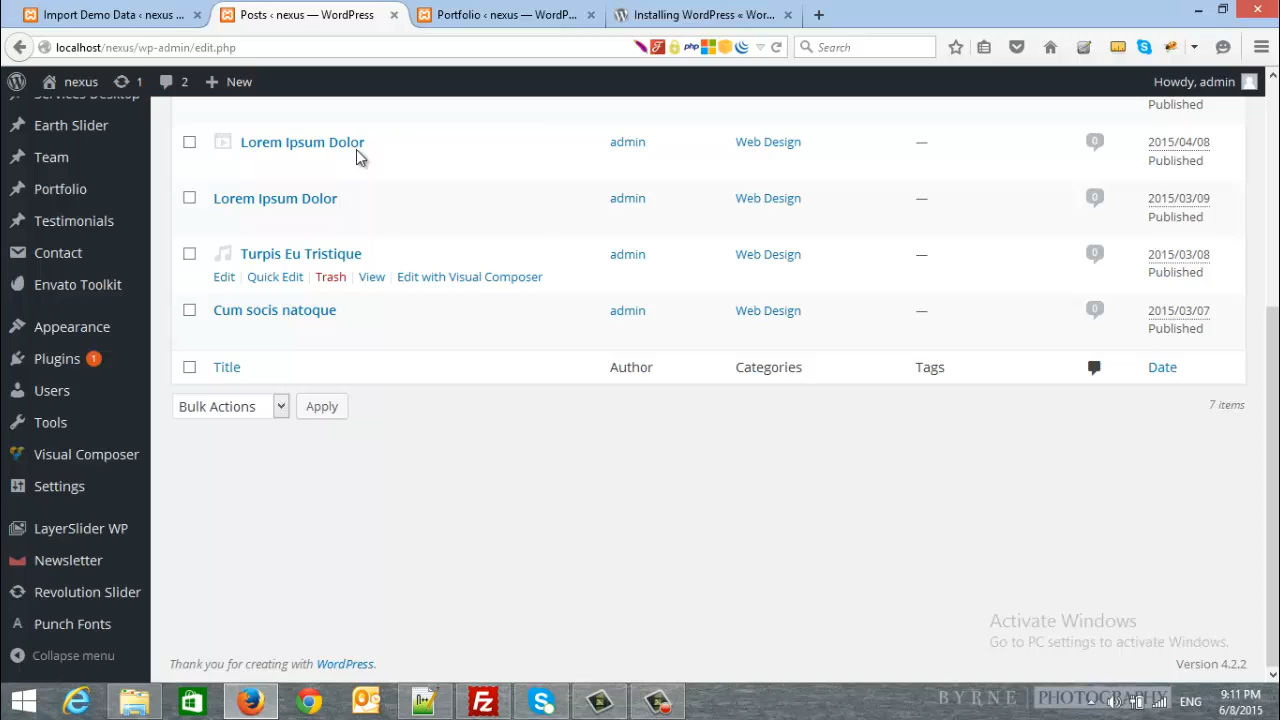 Import Demo Data ‹ nexus ...
Posts ‹ nexus — WordPress
Portfolio ‹ nexus — WordP...
Installing WordPress « Wor...
localhost/nexus/wp-admin/edit.php
php
Search
nexus
1
2
New
Howdy, admin
Services Desktop
Published
Earth Slider
Lorem Ipsum Dolor
admin
Web Design
—
0
2015/04/08
Published
Team
Portfolio
Lorem Ipsum Dolor
admin
Web Design
—
0
2015/03/09
Published
Testimonials
Contact
Turpis Eu Tristique
admin
Web Design
—
0
2015/03/08
Published
Edit | Quick Edit | Trash | View | Edit with Visual Composer
Envato Toolkit
Cum socis natoque
admin
Web Design
—
0
2015/03/07
Published
Appearance
Plugins 1
Title
Author
Categories
Tags
Date
Users
Bulk Actions
Apply
7 items
Tools
Visual Composer
Settings
LayerSlider WP
Newsletter
Revolution Slider
Punch Fonts
Collapse menu
Activate Windows
Go to PC settings to activate Windows.
Thank you for creating with WordPress.
Version 4.2.2
BYRNE PHOTOGRAPHY
ENG
9:11 PM
6/8/2015